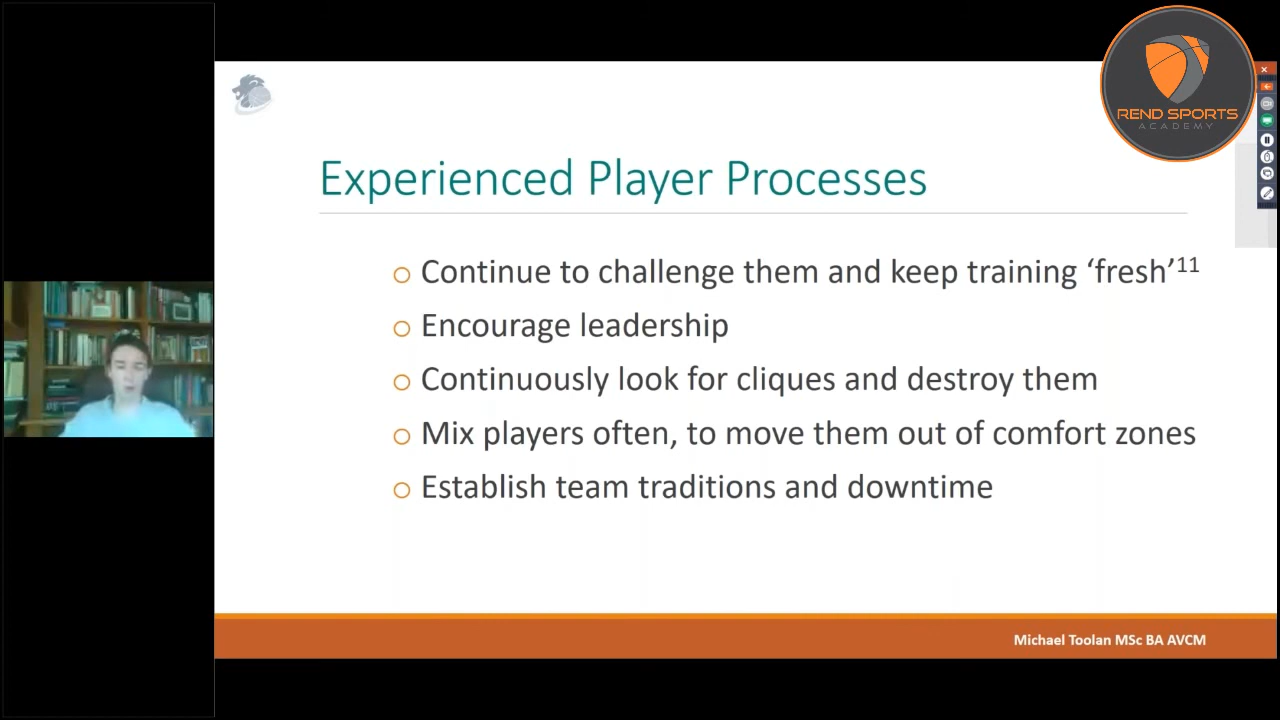 REND SPORTS
ACADEMY
Experienced Player Processes
Continue to challenge them and keep training ‘fresh’11
Encourage leadership
Continuously look for cliques and destroy them
Mix players often, to move them out of comfort zones
Establish team traditions and downtime
Michael Toolan MSc BA AVCM